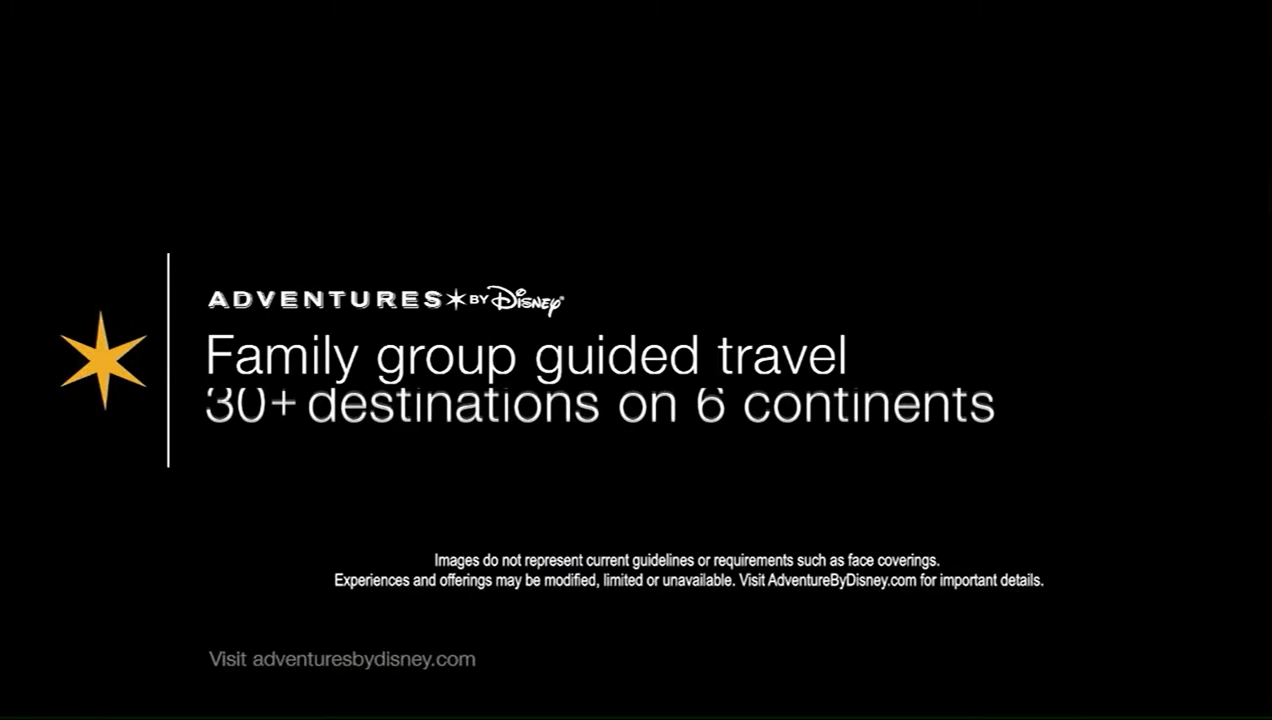 ADVENTURES BY Disney
Family group guided travel
30+ destinations on 6 continents
Images do not represent current guidelines or requirements such as face coverings.
Experiences and offerings may be modified, limited or unavailable. Visit AdventureByDisney.com for important details.
Visit adventuresbydisney.com